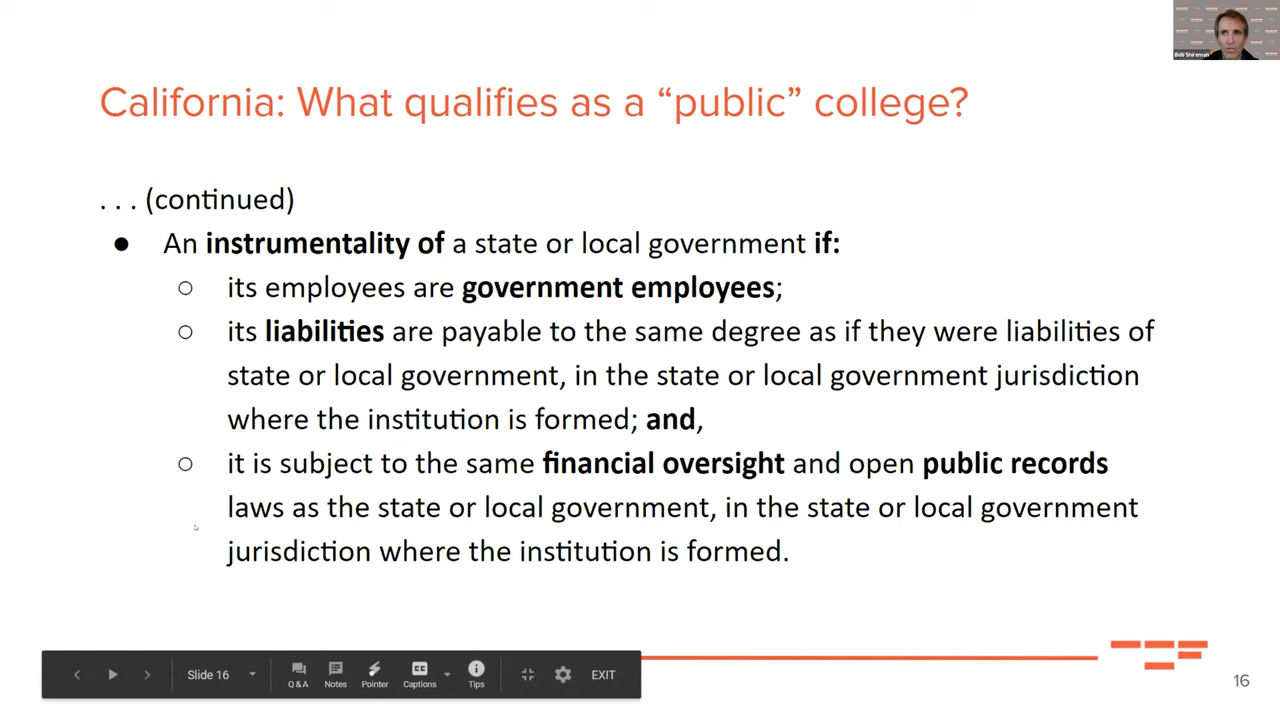 Bob Shireman
California: What qualifies as a “public” college?
. . . (continued)
● An instrumentality of a state or local government if:
○ its employees are government employees;
○ its liabilities are payable to the same degree as if they were liabilities of
state or local government, in the state or local government jurisdiction
where the institution is formed; and,
○ it is subject to the same financial oversight and open public records
laws as the state or local government, in the state or local government
jurisdiction where the institution is formed.
Slide 16
Q & A
Notes
Pointer
CC
Captions
Tips
EXIT
16